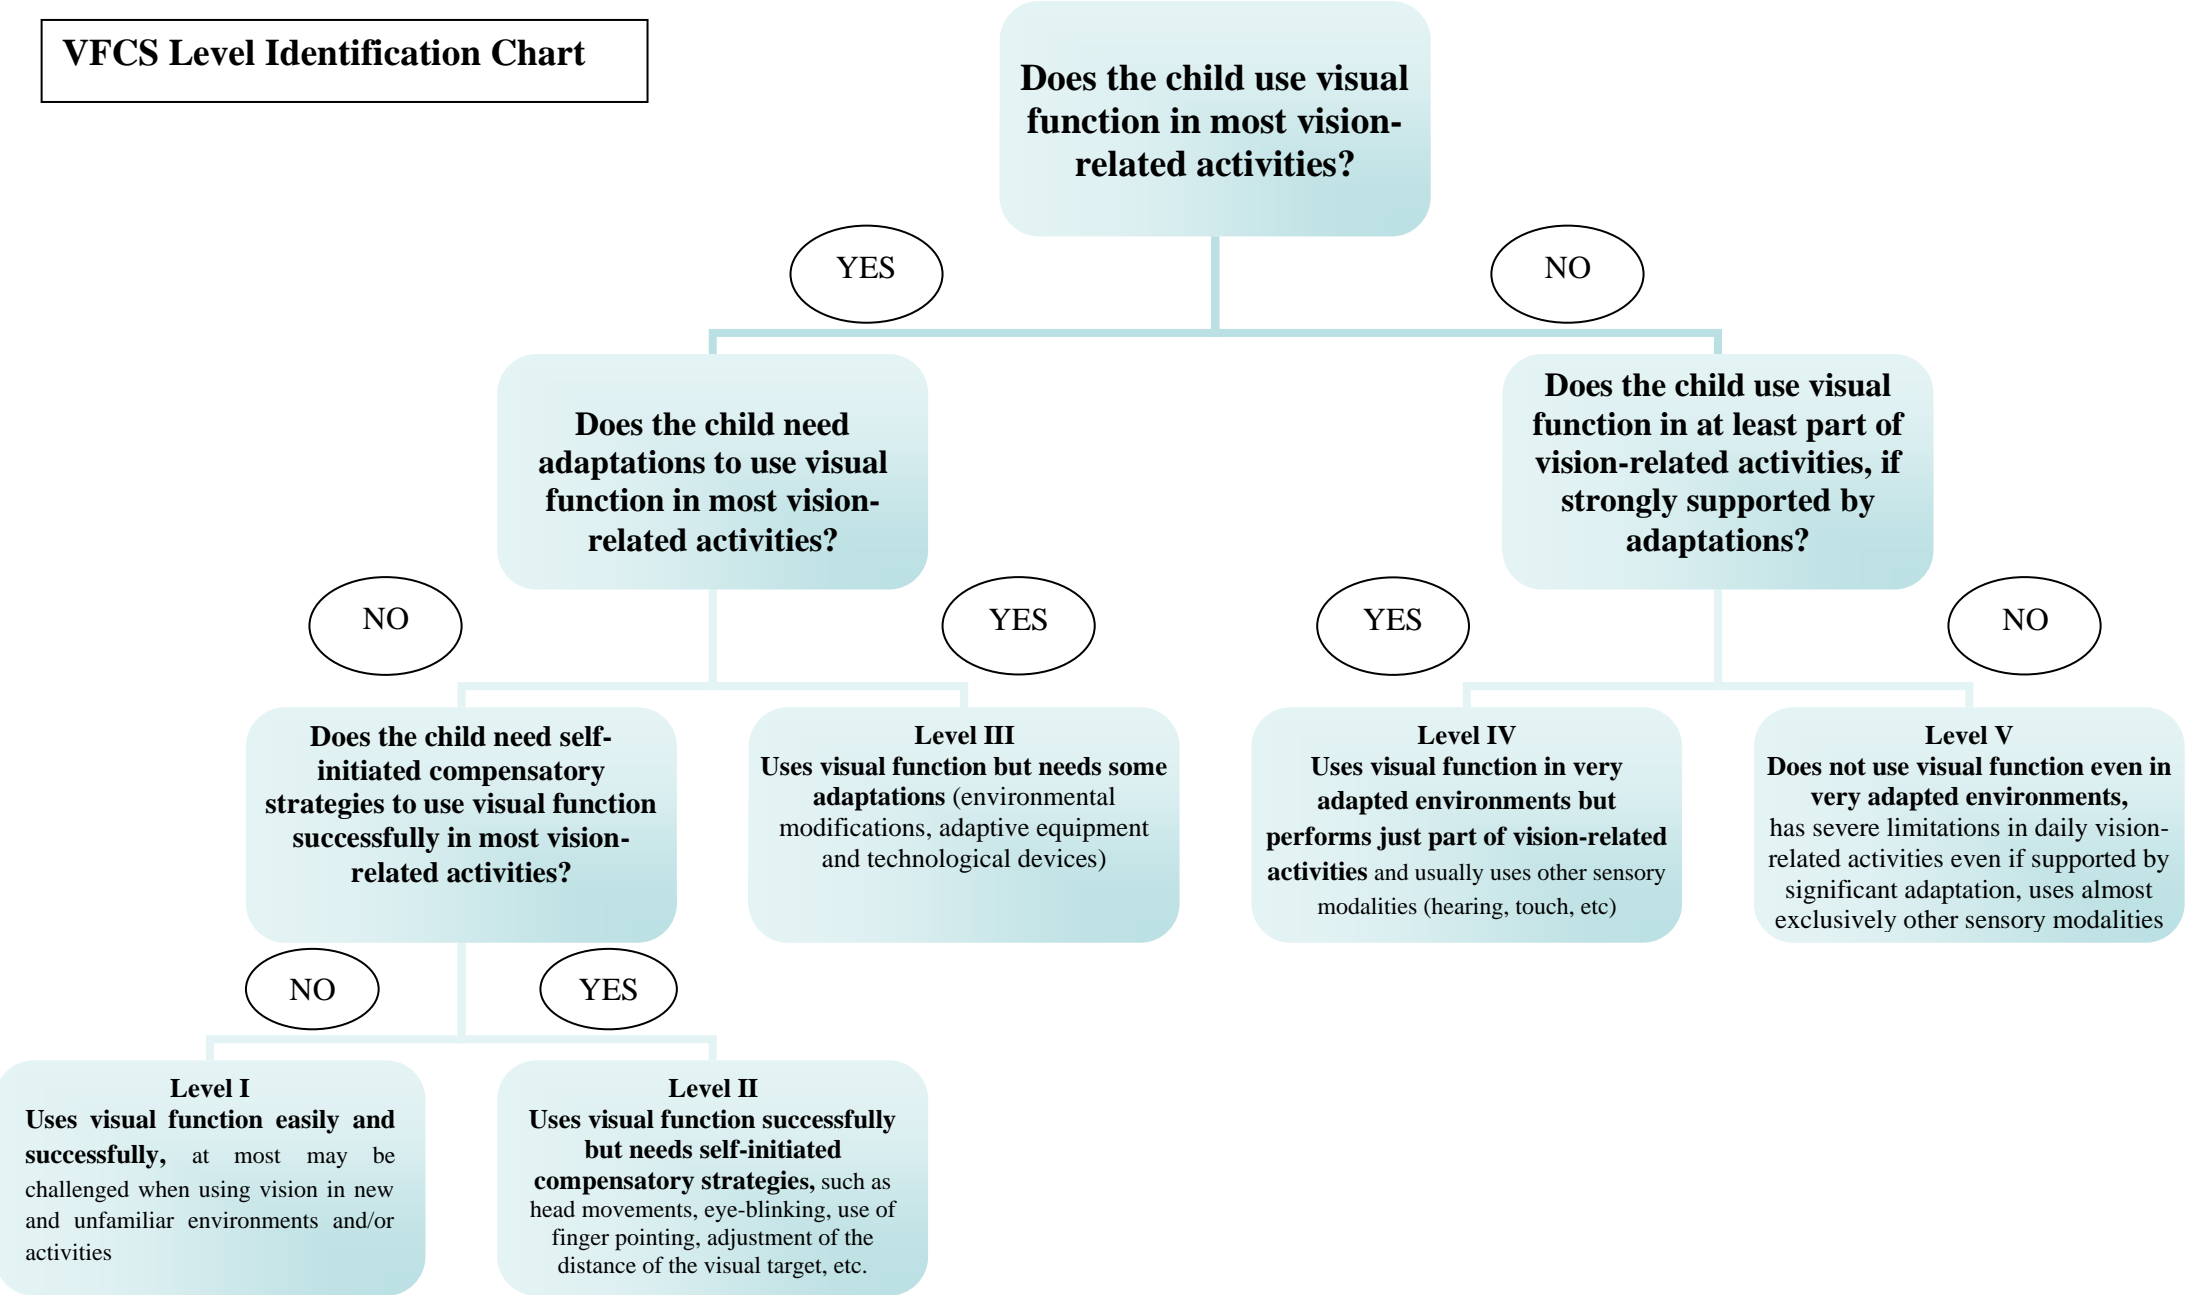 VFCS Level Identification Chart
Does the child use visual
function in most vision-
related activities?
YES
NO
Does the child need
adaptations to use visual
function in most vision-
related activities?
Does the child use visual
function in at least part of
vision-related activities, if
strongly supported by
adaptations?
NO
YES
YES
NO
Does the child need self-
initiated compensatory
strategies to use visual function
successfully in most vision-
related activities?
Level III
Uses visual function but needs some
adaptations (environmental
modifications, adaptive equipment
and technological devices)
Level IV
Uses visual function in very
adapted environments but
performs just part of vision-related
activities and usually uses other sensory
modalities (hearing, touch, etc)
Level V
Does not use visual function even in
very adapted environments,
has severe limitations in daily vision-
related activities even if supported by
significant adaptation, uses almost
exclusively other sensory modalities
NO
YES
Level I
Uses visual function easily and
successfully, at most may be
challenged when using vision in new
and unfamiliar environments and/or
activities
Level II
Uses visual function successfully
but needs self-initiated
compensatory strategies, such as
head movements, eye-blinking, use of
finger pointing, adjustment of the
distance of the visual target, etc.